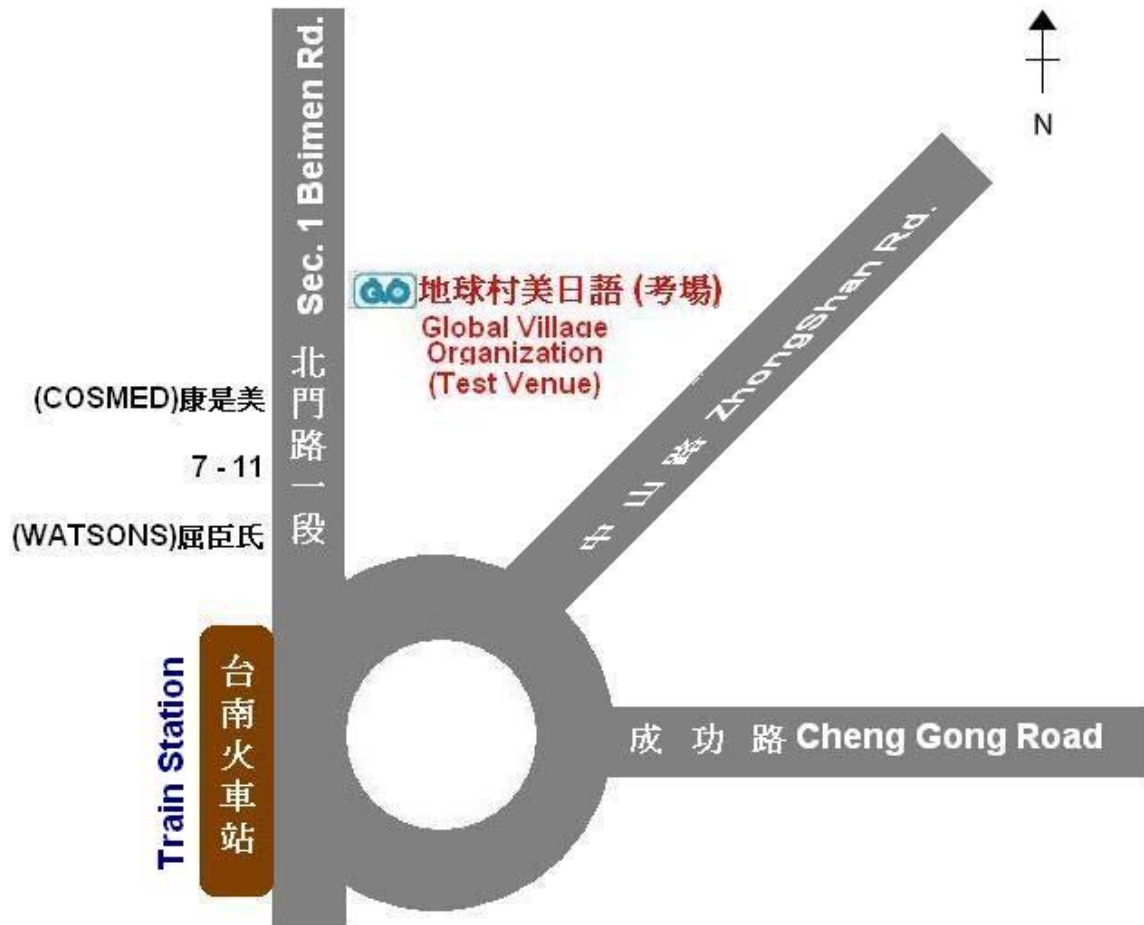 N
Sec. 1 Beimen Rd.
北門路一段
地球村美日語 (考場)
Global Village
Organization
(Test Venue)
中山路 ZhongShan Rd.
(COSMED)康是美
7 - 11
(WATSONS)屈臣氏
Train Station
台南火車站
成功路 Cheng Gong Road